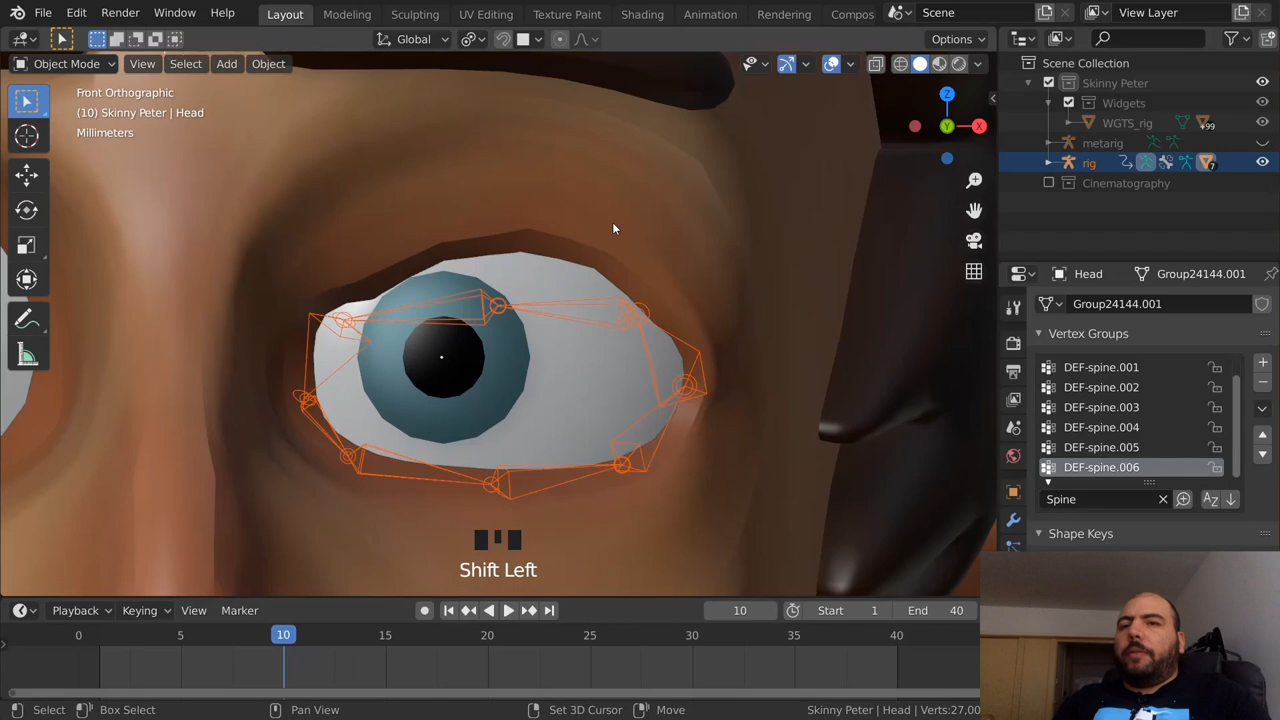 File Edit Render Window Help Layout Modeling Sculpting UV Editing Texture Paint Shading Animation Rendering Compos Scene View Layer
Global Options
Object Mode View Select Add Object
Front Orthographic
(10) Skinny Peter | Head
Millimeters
Z
Y
X
Scene Collection
Skinny Peter
Widgets
WGTS_rig +99
metarig
rig 7
Cinematography
Head Group24144.001
Group24144.001
Vertex Groups
DEF-spine.001
DEF-spine.002
DEF-spine.003
DEF-spine.004
DEF-spine.005
DEF-spine.006
Spine
Shape Keys
Shift Left
Playback Keying View Marker 10 Start 1 End 40
0 5 10 15 20 25 30 35 40
Select Box Select Pan View Set 3D Cursor Move Skinny Peter | Head | Verts:27,00